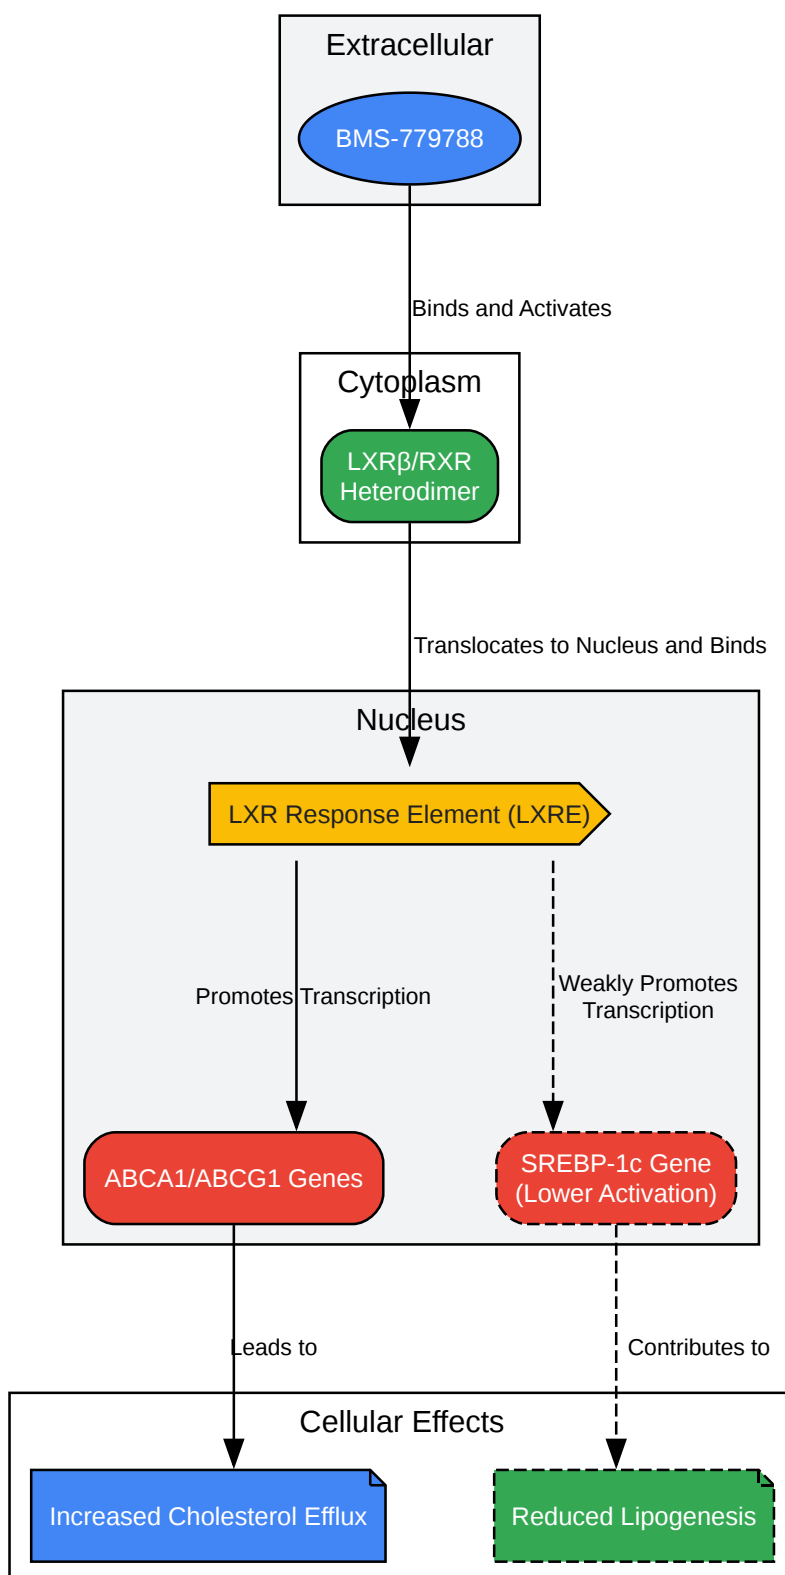 Extracellular
BMS-779788
Binds and Activates
Cytoplasm
LXRβ/RXR
Heterodimer
Translocates to Nucleus and Binds
Nucleus
LXR Response Element (LXRE)
Promotes Transcription
Weakly Promotes
Transcription
ABCA1/ABCG1 Genes
SREBP-1c Gene
(Lower Activation)
Leads to
Contributes to
Cellular Effects
Increased Cholesterol Efflux
Reduced Lipogenesis